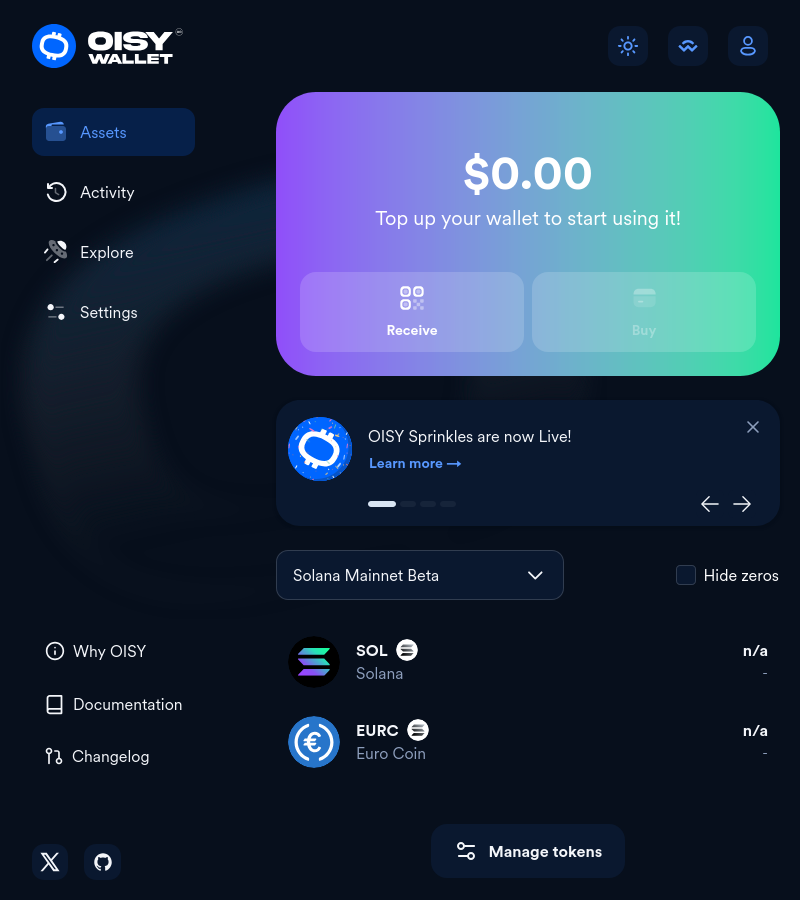 OISY
WALLET
Assets
Activity
Explore
Settings
$0.00
Top up your wallet to start using it!
Receive
Buy
OISY Sprinkles are now Live!
Learn more →
Solana Mainnet Beta
Hide zeros
SOL
n/a
Solana
-
EURC
n/a
Euro Coin
-
Why OISY
Documentation
Changelog
Manage tokens